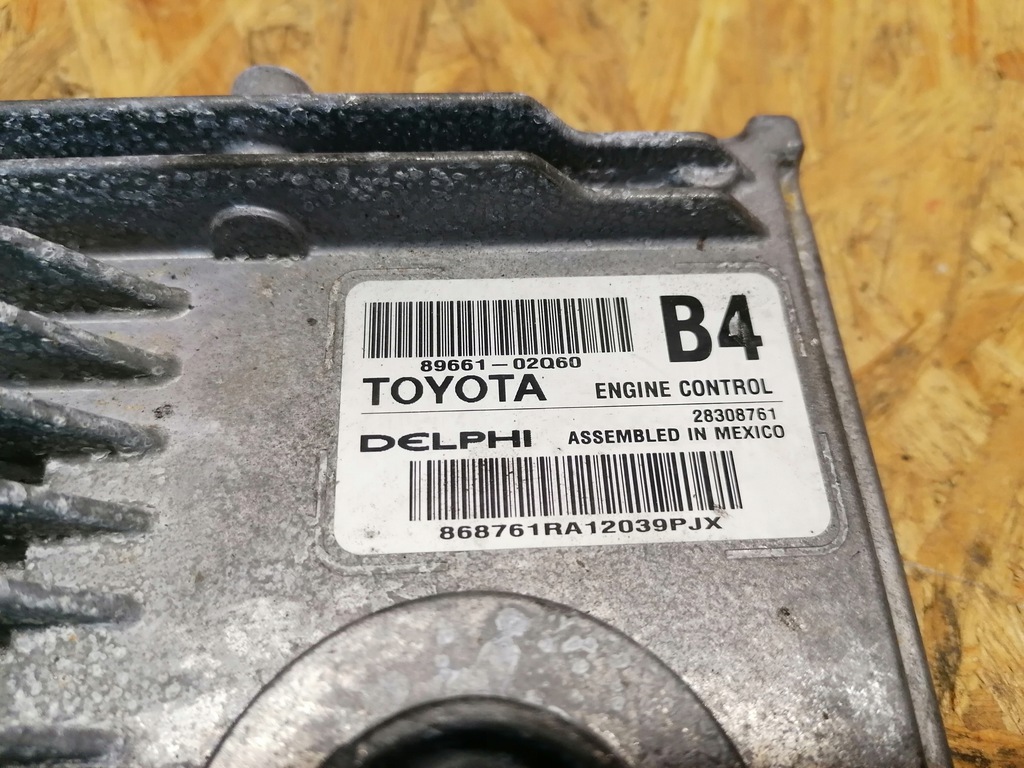 B4
89661-02Q60
TOYOTA ENGINE CONTROL
28308761
DELPHI ASSEMBLED IN MEXICO
868761RA12039PJX